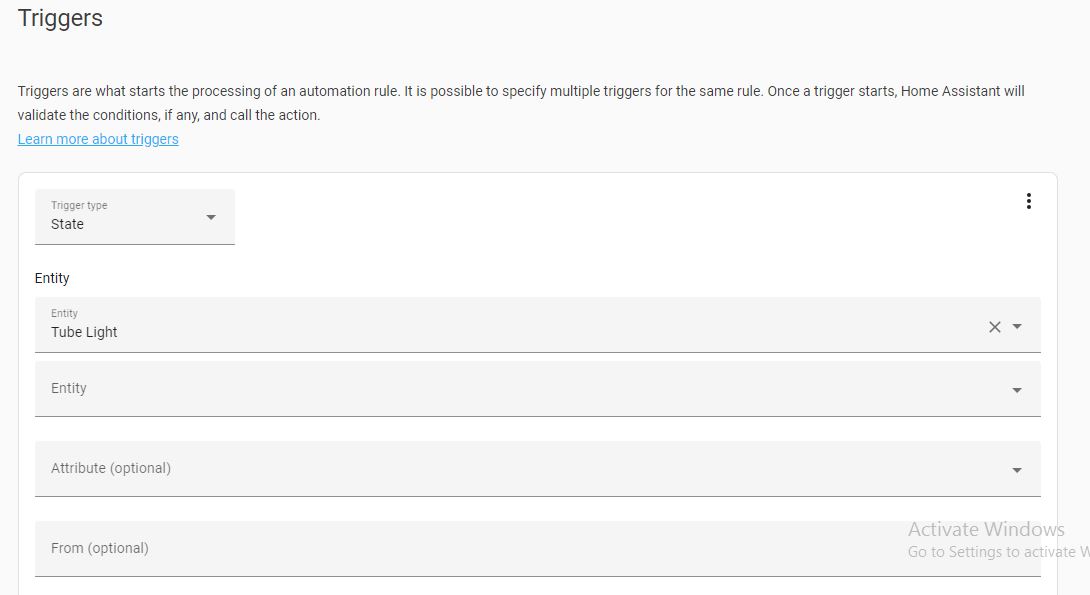 Triggers
Triggers are what starts the processing of an automation rule. It is possible to specify multiple triggers for the same rule. Once a trigger starts, Home Assistant will
validate the conditions, if any, and call the action.
Learn more about triggers
Trigger type
State
Entity
Entity
Tube Light
Entity
Attribute (optional)
From (optional)
Activate Windows
Go to Settings to activate W